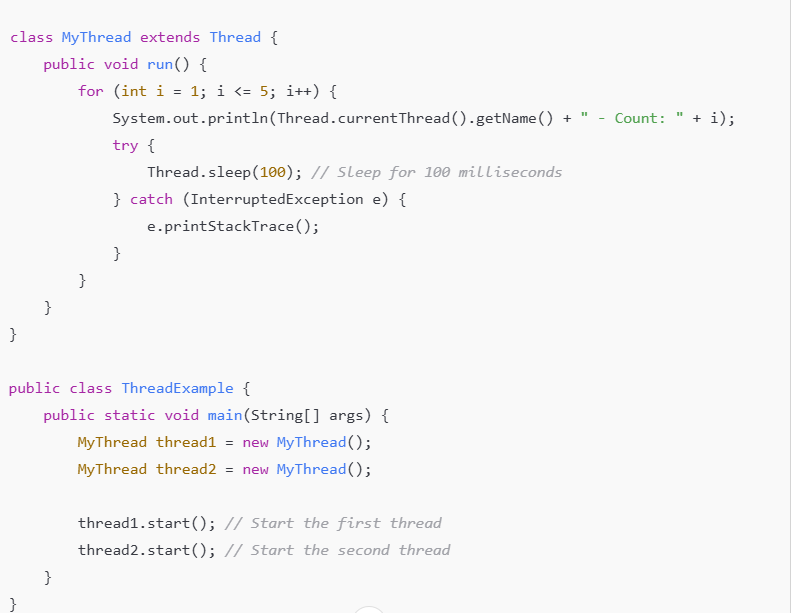 class MyThread extends Thread {
    public void run() {
        for (int i = 1; i <= 5; i++) {
            System.out.println(Thread.currentThread().getName() + " - Count: " + i);
            try {
                Thread.sleep(100); // Sleep for 100 milliseconds
            } catch (InterruptedException e) {
                e.printStackTrace();
            }
        }
    }
}

public class ThreadExample {
    public static void main(String[] args) {
        MyThread thread1 = new MyThread();
        MyThread thread2 = new MyThread();

        thread1.start(); // Start the first thread
        thread2.start(); // Start the second thread
    }
}